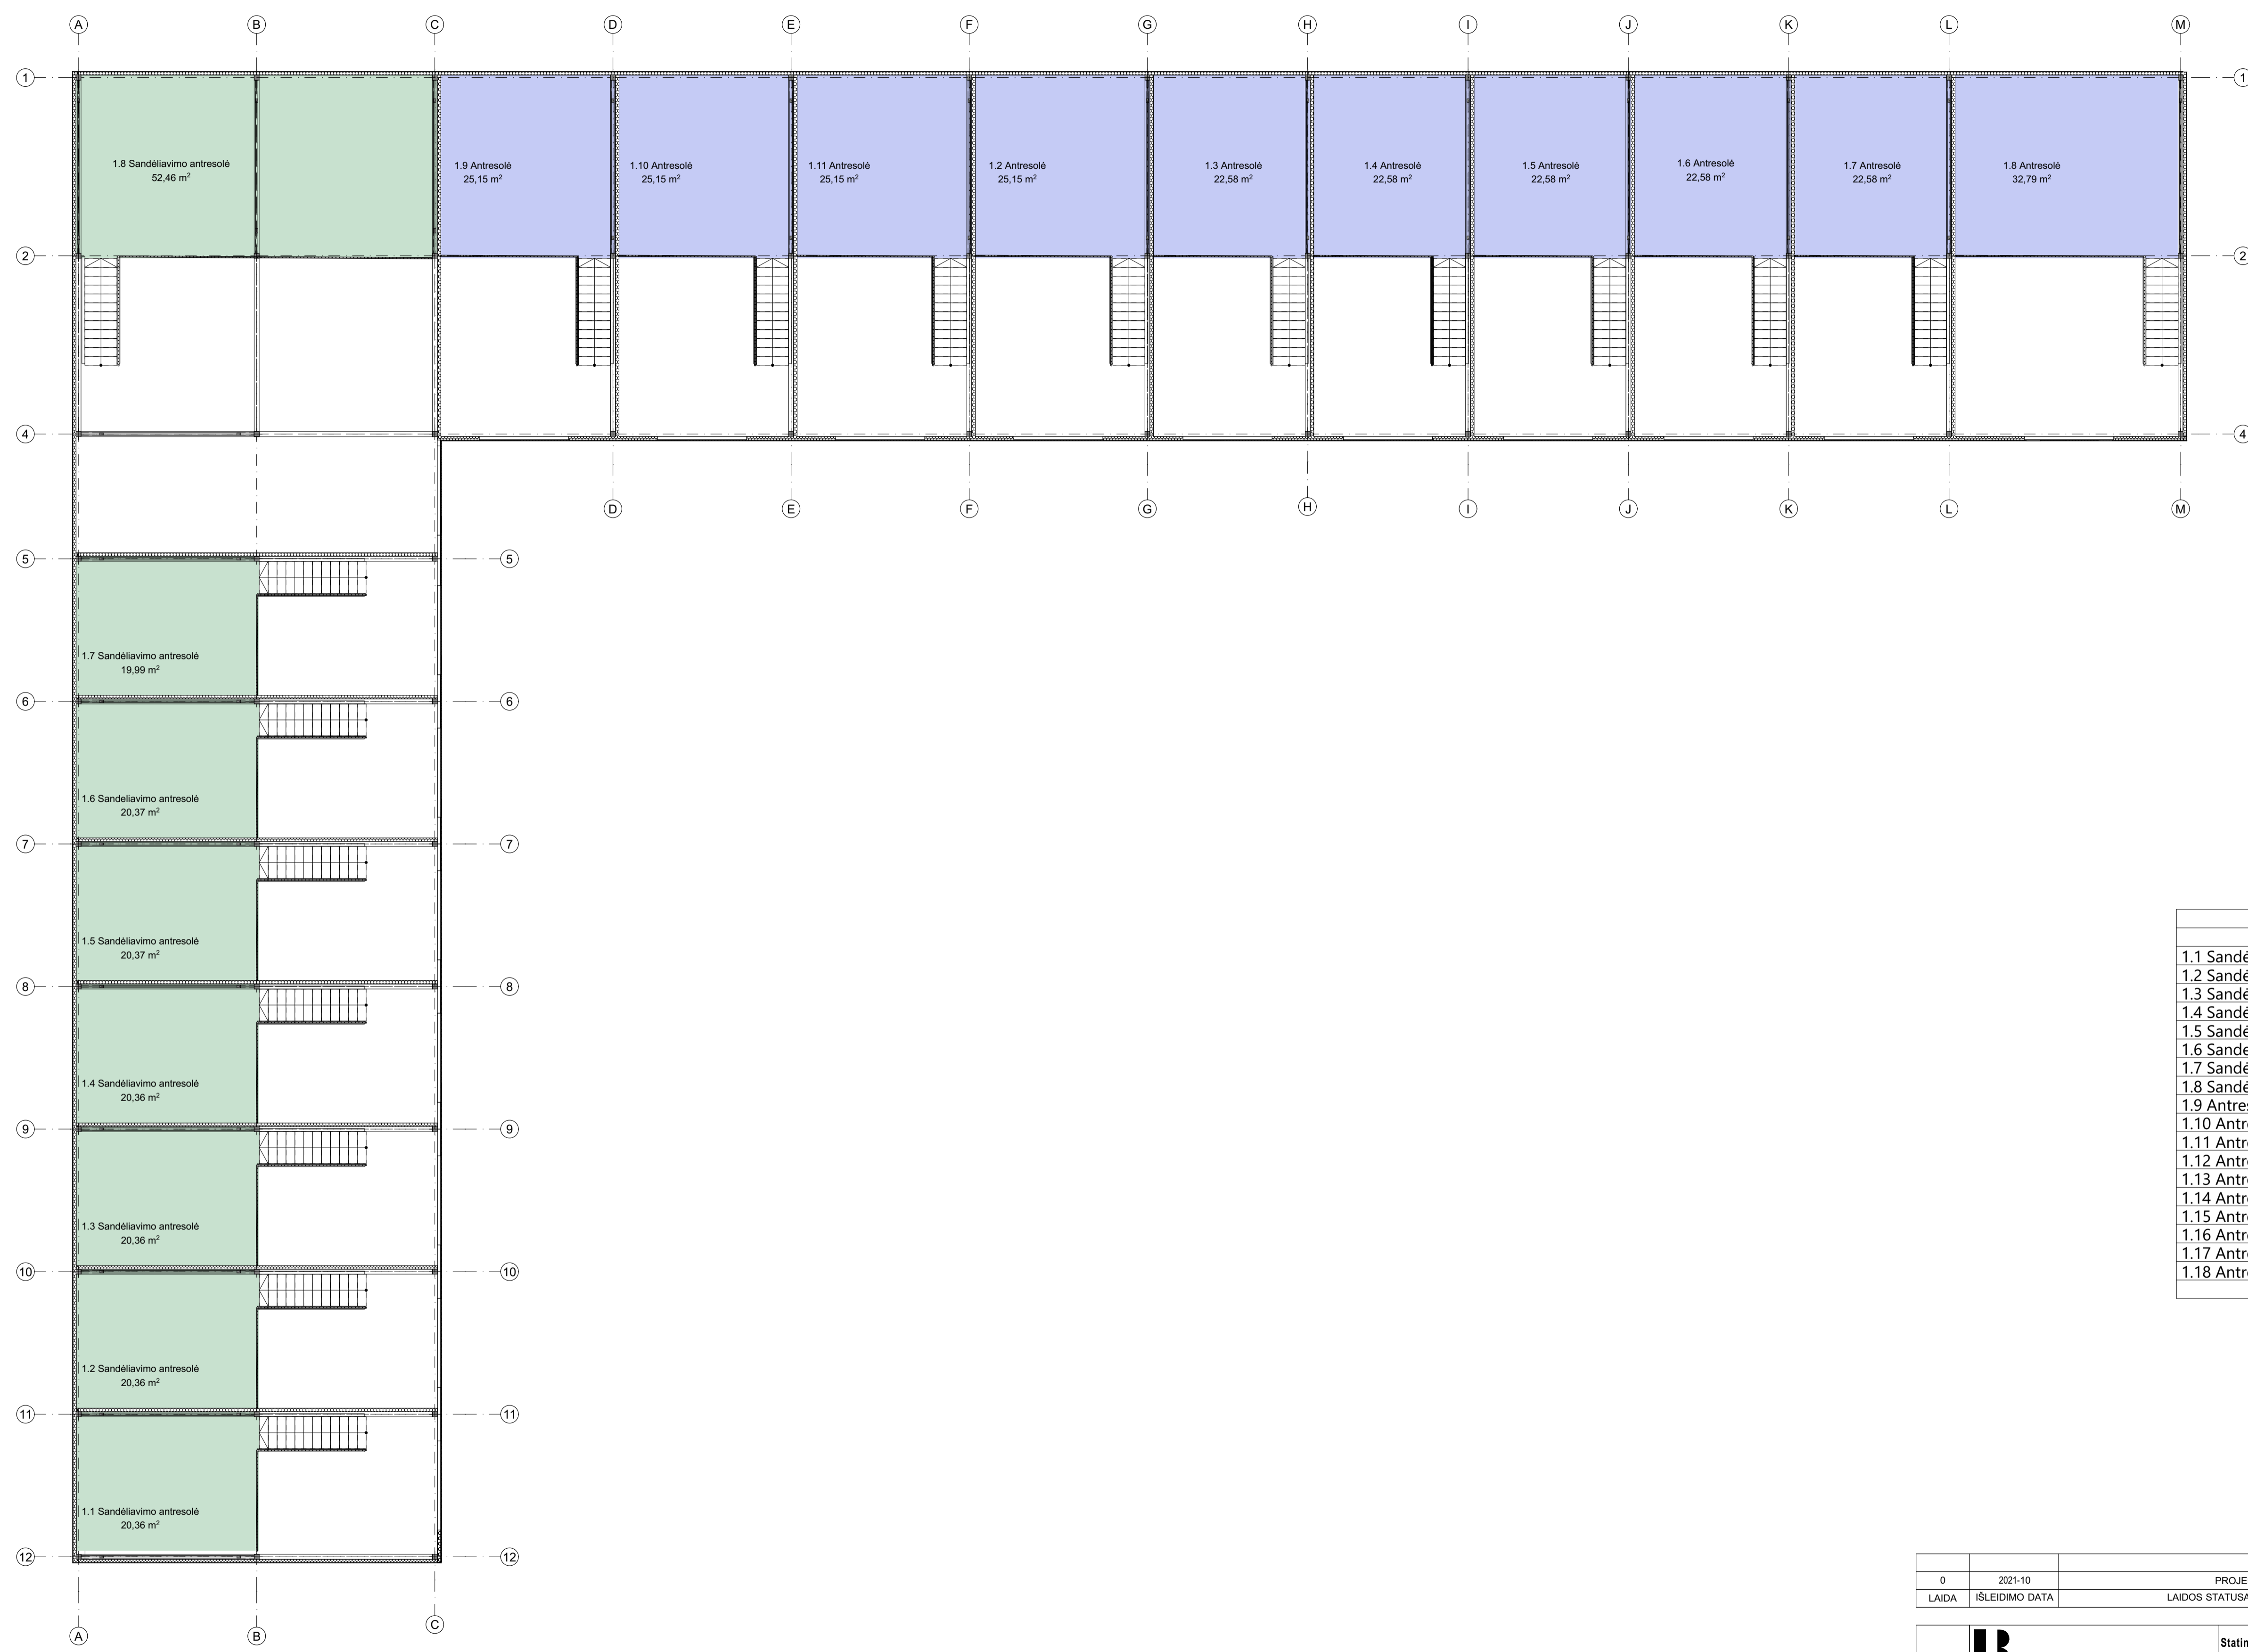 A B C D E F G H I J K L M
1 1
1.8 Sandėliavimo antresolė
52,46 m²
1.9 Antresolė
25,15 m²
1.10 Antresolė
25,15 m²
1.11 Antresolė
25,15 m²
1.2 Antresolė
25,15 m²
1.3 Antresolė
22,58 m²
1.4 Antresolė
22,58 m²
1.5 Antresolė
22,58 m²
1.6 Antresolė
22,58 m²
1.7 Antresolė
22,58 m²
1.8 Antresolė
32,79 m²
2 2
4 4
D E F G H I J K L M
5 5
1.7 Sandėliavimo antresolė
19,99 m²
6 6
1.6 Sandeliavimo antresolė
20,37 m²
7 7
1.5 Sandėliavimo antresolė
20,37 m²
8 8
1.4 Sandėliavimo antresolė
20,36 m²
9 9
1.3 Sandėliavimo antresolė
20,36 m²
10 10
1.2 Sandėliavimo antresolė
20,36 m²
11 11
1.1 Sandėliavimo antresolė
20,36 m²
12 12
A B C
1.1 Sandė
1.2 Sandė
1.3 Sandė
1.4 Sandė
1.5 Sandė
1.6 Sande
1.7 Sandė
1.8 Sandė
1.9 Antres
1.10 Antre
1.11 Antre
1.12 Antre
1.13 Antre
1.14 Antre
1.15 Antre
1.16 Antre
1.17 Antre
1.18 Antre
0 2021-10 PROJE
LAIDA IŠLEIDIMO DATA LAIDOS STATUSA
Statin